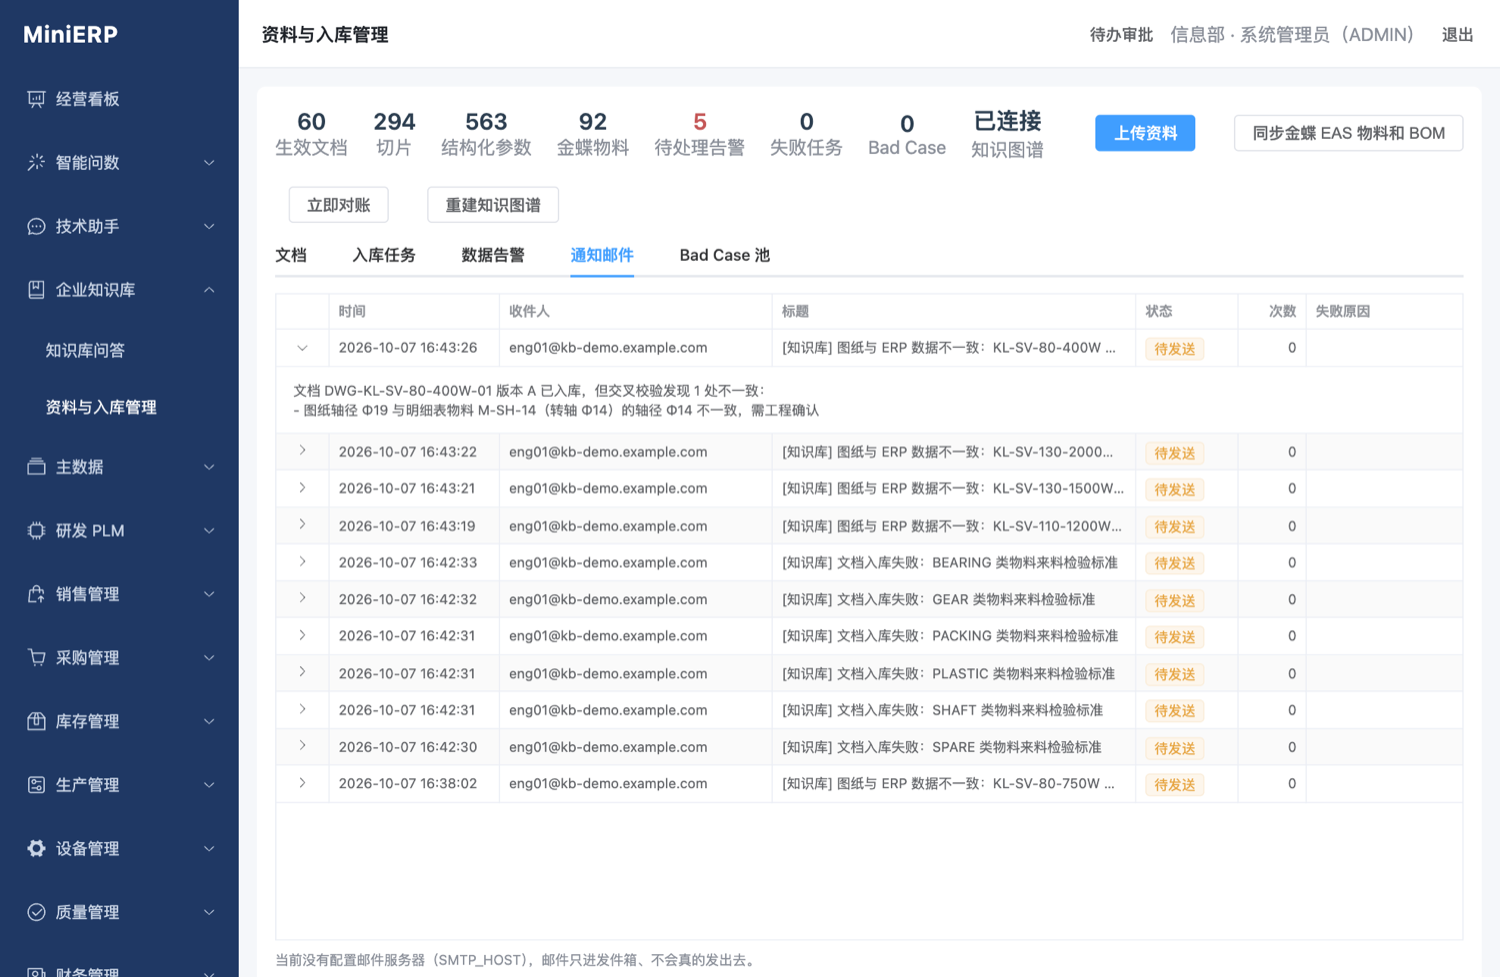 MiniERP
经营看板
智能问数
技术助手
企业知识库
知识库问答
资料与入库管理
主数据
研发 PLM
销售管理
采购管理
库存管理
生产管理
设备管理
质量管理
财务管理
资料与入库管理
待办审批 信息部 · 系统管理员（ADMIN） 退出
60 294 563 92 5 0 0 已连接
生效文档 切片 结构化参数 金蝶物料 待处理告警 失败任务 Bad Case 知识图谱
上传资料 同步金蝶 EAS 物料和 BOM
立即对账 重建知识图谱
文档 入库任务 数据告警 通知邮件 Bad Case 池
时间 收件人 标题 状态 次数 失败原因
2026-10-07 16:43:26 eng01@kb-demo.example.com [知识库] 图纸与 ERP 数据不一致：KL-SV-80-400W ... 待发送 0
文档 DWG-KL-SV-80-400W-01 版本 A 已入库，但交叉校验发现 1 处不一致：
- 图纸轴径 Φ19 与明细表物料 M-SH-14（转轴 Φ14）的轴径 Φ14 不一致，需工程确认
2026-10-07 16:43:22 eng01@kb-demo.example.com [知识库] 图纸与 ERP 数据不一致：KL-SV-130-2000... 待发送 0
2026-10-07 16:43:21 eng01@kb-demo.example.com [知识库] 图纸与 ERP 数据不一致：KL-SV-130-1500W... 待发送 0
2026-10-07 16:43:19 eng01@kb-demo.example.com [知识库] 图纸与 ERP 数据不一致：KL-SV-110-1200W... 待发送 0
2026-10-07 16:42:33 eng01@kb-demo.example.com [知识库] 文档入库失败：BEARING 类物料来料检验标准 待发送 0
2026-10-07 16:42:32 eng01@kb-demo.example.com [知识库] 文档入库失败：GEAR 类物料来料检验标准 待发送 0
2026-10-07 16:42:31 eng01@kb-demo.example.com [知识库] 文档入库失败：PACKING 类物料来料检验标准 待发送 0
2026-10-07 16:42:31 eng01@kb-demo.example.com [知识库] 文档入库失败：PLASTIC 类物料来料检验标准 待发送 0
2026-10-07 16:42:31 eng01@kb-demo.example.com [知识库] 文档入库失败：SHAFT 类物料来料检验标准 待发送 0
2026-10-07 16:42:30 eng01@kb-demo.example.com [知识库] 文档入库失败：SPARE 类物料来料检验标准 待发送 0
2026-10-07 16:38:02 eng01@kb-demo.example.com [知识库] 图纸与 ERP 数据不一致：KL-SV-80-750W ... 待发送 0
当前没有配置邮件服务器（SMTP_HOST），邮件只进发件箱、不会真的发出去。